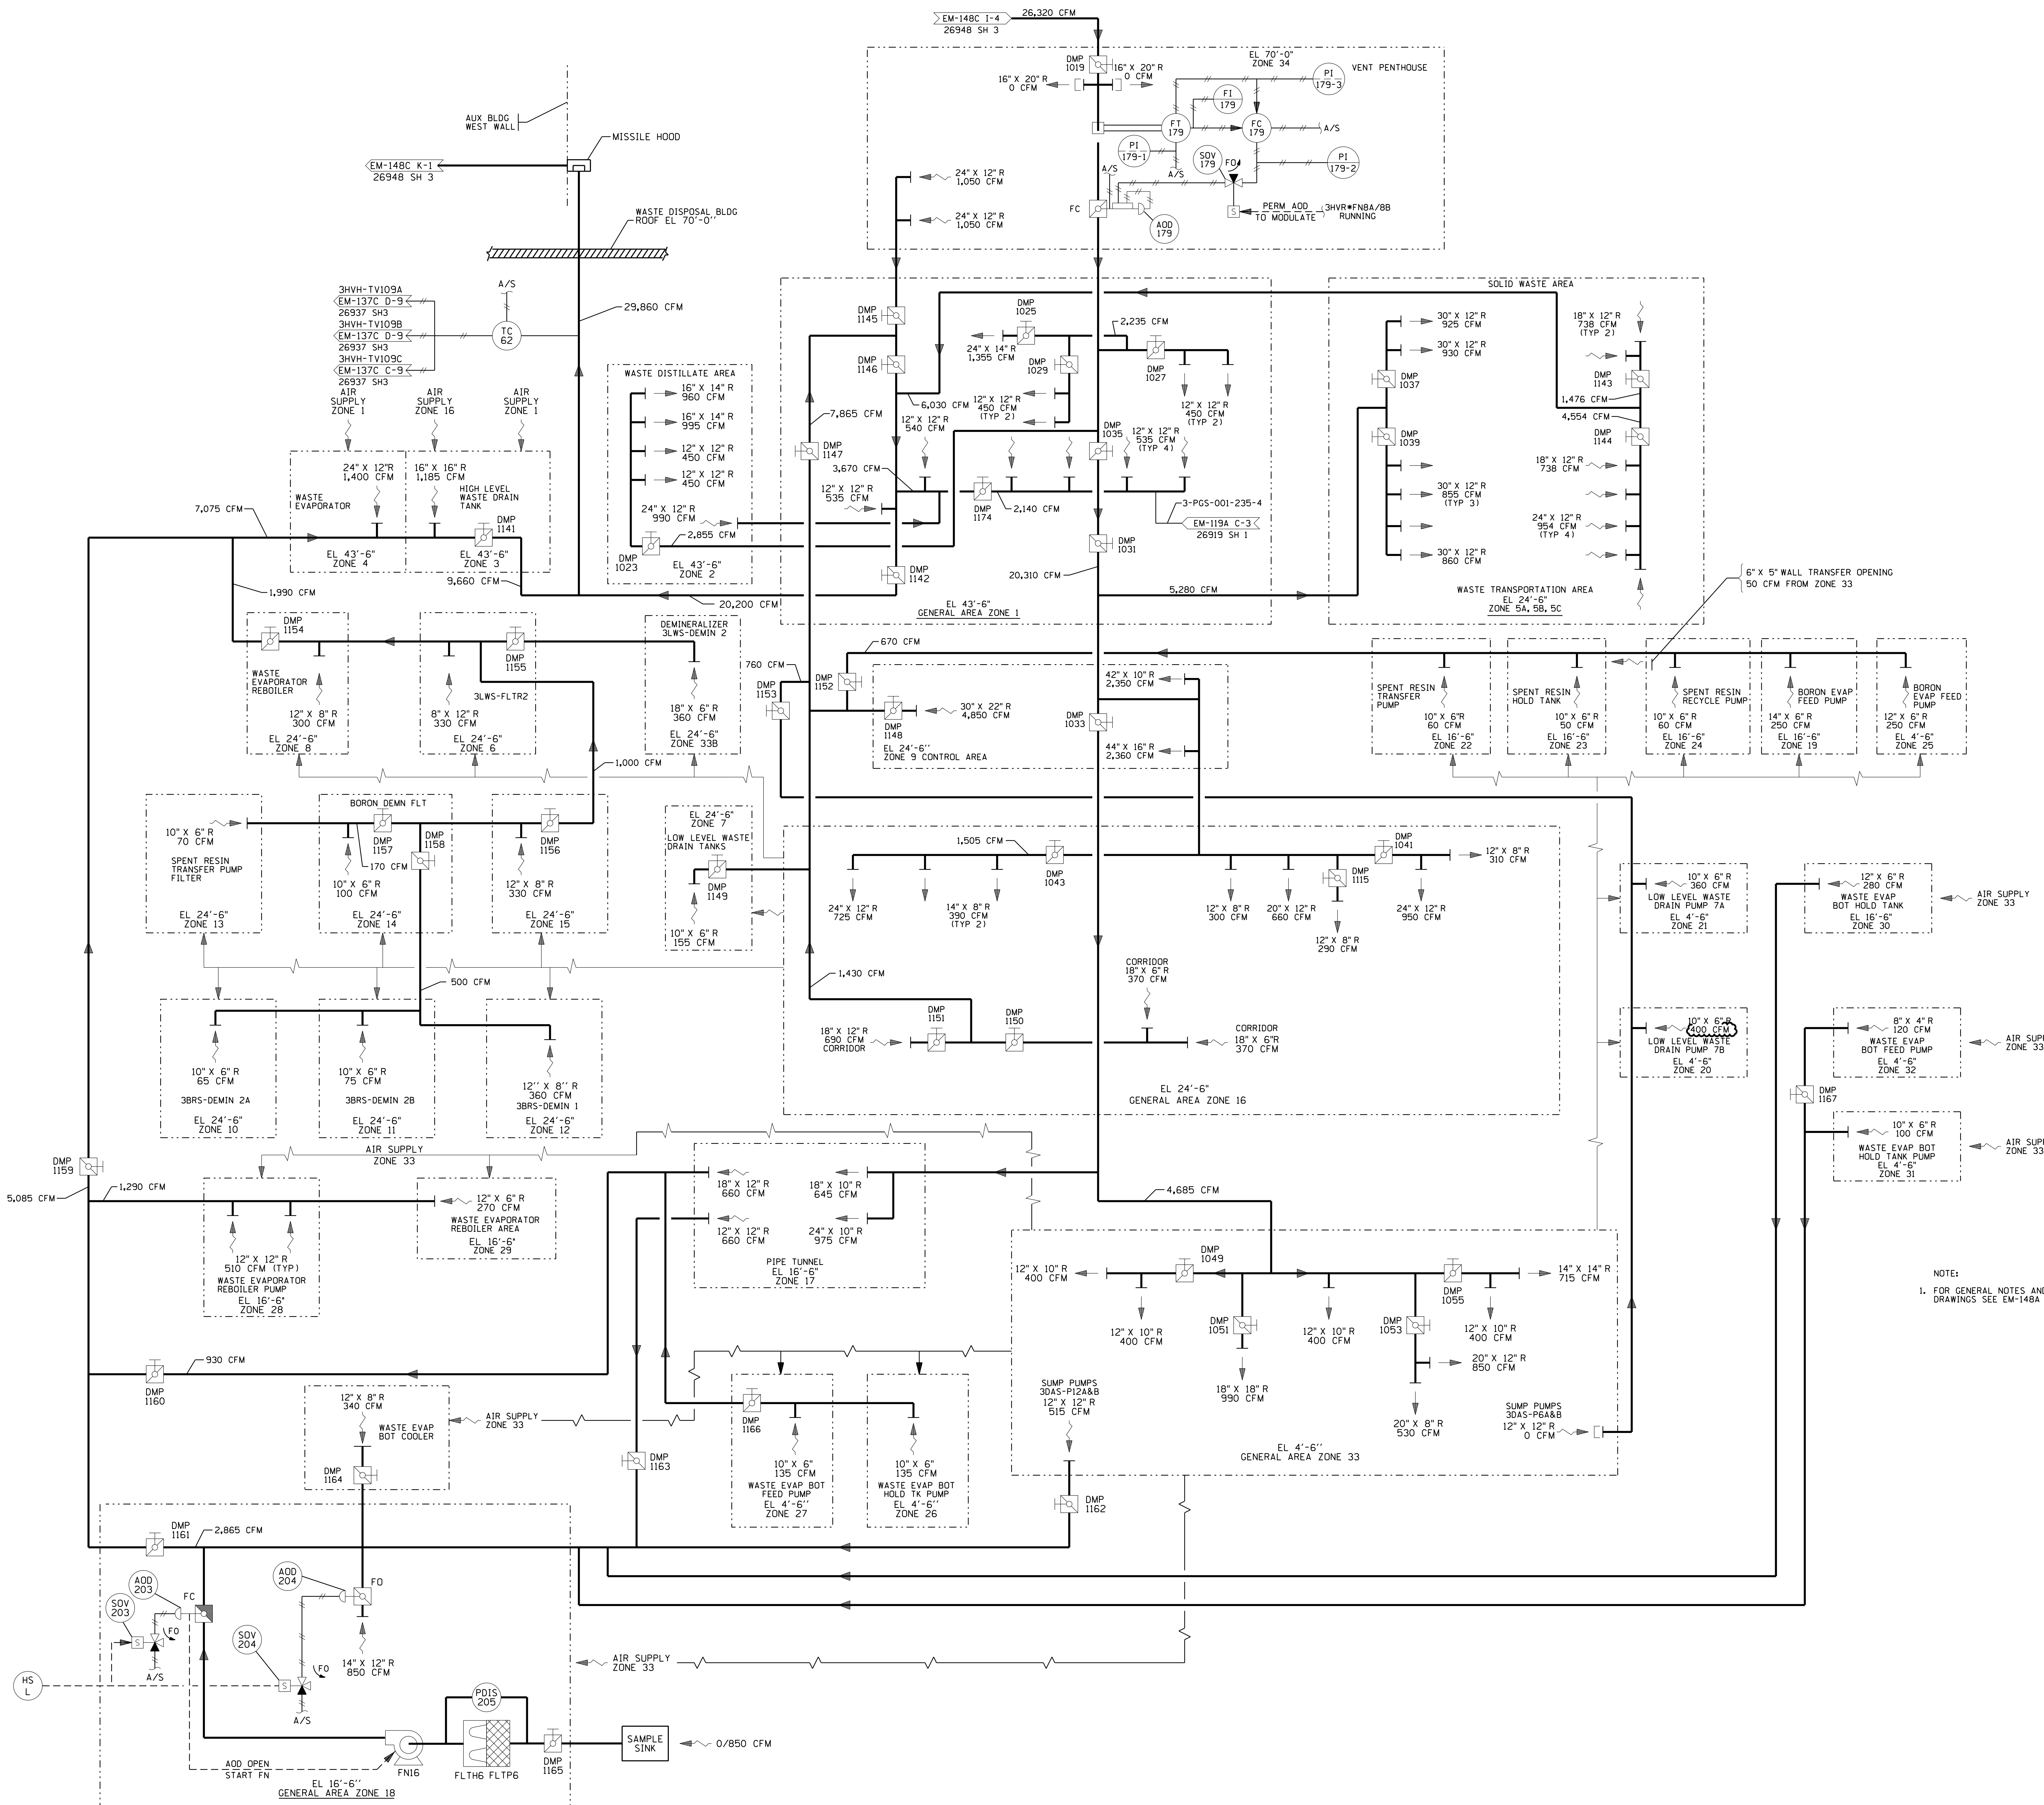 EM-148C I-4
26948 SH 3
26,320 CFM
EL 70'-0"
ZONE 34
VENT PENTHOUSE
DMP
1019
16" X 20" R
0 CFM
16" X 20" R
0 CFM
PI
179-3
FI
179
FT
179
FC
179
A/S
PI
179-1
A/S
SOV
179
FO
PI
179-2
A/S
FC
AOD
179
S
PERM AOD
TO MODULATE
3HVR*FN8A/8B
RUNNING
AUX BLDG
WEST WALL
MISSILE HOOD
EM-148C K-1
26948 SH 3
WASTE DISPOSAL BLDG
ROOF EL 70'-0''
24" X 12" R
1,050 CFM
24" X 12" R
1,050 CFM
3HVH-TV109A
EM-137C D-9
26937 SH3
3HVH-TV109B
EM-137C D-9
26937 SH3
3HVH-TV109C
EM-137C C-9
26937 SH3
A/S
TC
62
29,860 CFM
AIR
SUPPLY
ZONE 1
AIR
SUPPLY
ZONE 16
AIR
SUPPLY
ZONE 1
24" X 12"R
1,400 CFM
WASTE
EVAPORATOR
EL 43'-6"
ZONE 4
16" X 16" R
1,185 CFM
HIGH LEVEL
WASTE DRAIN
TANK
DMP
1141
EL 43'-6"
ZONE 3
7,075 CFM
9,660 CFM
WASTE DISTILLATE AREA
16" X 14" R
960 CFM
16" X 14" R
995 CFM
12" X 12" R
450 CFM
12" X 12" R
450 CFM
24" X 12" R
990 CFM
2,855 CFM
DMP
1023
EL 43'-6"
ZONE 2
DMP
1145
DMP
1146
DMP
1025
24" X 14" R
1,355 CFM
DMP
1029
2,235 CFM
DMP
1027
12" X 12" R
450 CFM
(TYP 2)
12" X 12" R
450 CFM
(TYP 2)
6,030 CFM
7,865 CFM
12" X 12" R
540 CFM
DMP
1147
DMP
1035
12" X 12" R
535 CFM
(TYP 4)
3,670 CFM
12" X 12" R
535 CFM
DMP
1174
2,140 CFM
3-PGS-001-235-4
EM-119A C-3
26919 SH 1
DMP
1031
DMP
1142
20,310 CFM
20,200 CFM
EL 43'-6"
GENERAL AREA ZONE 1
5,280 CFM
SOLID WASTE AREA
30" X 12" R
925 CFM
30" X 12" R
930 CFM
DMP
1037
DMP
1039
30" X 12" R
855 CFM
(TYP 3)
30" X 12" R
860 CFM
18" X 12" R
738 CFM
(TYP 2)
DMP
1143
1,476 CFM
4,554 CFM
DMP
1144
18" X 12" R
738 CFM
24" X 12" R
954 CFM
(TYP 4)
WASTE TRANSPORTATION AREA
EL 24'-6"
ZONE 5A, 5B, 5C
6" X 5" WALL TRANSFER OPENING
50 CFM FROM ZONE 33
1,990 CFM
DMP
1154
WASTE
EVAPORATOR
REBOILER
12" X 8" R
300 CFM
EL 24'-6"
ZONE 8
DMP
1155
3LWS-FLTR2
8" X 12" R
330 CFM
EL 24'-6"
ZONE 6
DEMINERALIZER
3LWS-DEMIN 2
18" X 6" R
360 CFM
EL 24'-6"
ZONE 33B
1,000 CFM
670 CFM
760 CFM
DMP
1153
DMP
1152
42" X 10" R
2,350 CFM
30" X 22" R
4,850 CFM
DMP
1148
DMP
1033
44" X 16" R
2,360 CFM
EL 24'-6''
ZONE 9 CONTROL AREA
SPENT RESIN
TRANSFER
PUMP
10" X 6"R
60 CFM
EL 16'-6"
ZONE 22
SPENT RESIN
HOLD TANK
10" X 6" R
50 CFM
EL 16'-6"
ZONE 23
SPENT RESIN
RECYCLE PUMP
10" X 6" R
60 CFM
EL 16'-6"
ZONE 24
BORON EVAP
FEED PUMP
14" X 6" R
250 CFM
EL 16'-6"
ZONE 19
BORON
EVAP FEED
PUMP
12" X 6" R
250 CFM
EL 4'-6"
ZONE 25
10" X 6" R
70 CFM
SPENT RESIN
TRANSFER PUMP
FILTER
EL 24'-6"
ZONE 13
BORON DEMN FLT
DMP
1157
170 CFM
10" X 6" R
100 CFM
DMP
1158
EL 24'-6"
ZONE 14
DMP
1156
12" X 8" R
330 CFM
EL 24'-6"
ZONE 15
EL 24'-6"
ZONE 7
LOW LEVEL WASTE
DRAIN TANKS
DMP
1149
10" X 6" R
155 CFM
1,505 CFM
DMP
1043
24" X 12" R
725 CFM
14" X 8" R
390 CFM
(TYP 2)
DMP
1041
12" X 8" R
310 CFM
DMP
1115
12" X 8" R
300 CFM
20" X 12" R
660 CFM
12" X 8" R
290 CFM
24" X 12" R
950 CFM
1,430 CFM
CORRIDOR
18" X 6" R
370 CFM
18" X 12" R
690 CFM
CORRIDOR
DMP
1151
DMP
1150
CORRIDOR
18" X 6"R
370 CFM
EL 24'-6"
GENERAL AREA ZONE 16
10" X 6" R
360 CFM
LOW LEVEL WASTE
DRAIN PUMP 7A
EL 4'-6"
ZONE 21
12" X 6" R
280 CFM
WASTE EVAP
BOT HOLD TANK
EL 16'-6"
ZONE 30
AIR SUPPLY
ZONE 33
500 CFM
10" X 6" R
65 CFM
3BRS-DEMIN 2A
EL 24'-6"
ZONE 10
10" X 6" R
75 CFM
3BRS-DEMIN 2B
EL 24'-6"
ZONE 11
12'' X 8'' R
360 CFM
3BRS-DEMIN 1
EL 24'-6"
ZONE 12
10" X 6" R
400 CFM
LOW LEVEL WASTE
DRAIN PUMP 7B
EL 4'-6"
ZONE 20
8" X 4" R
120 CFM
WASTE EVAP
BOT FEED PUMP
EL 4'-6"
ZONE 32
AIR SUP
ZONE 33
DMP
1167
10" X 6" R
100 CFM
WASTE EVAP BOT
HOLD TANK PUMP
EL 4'-6"
ZONE 31
AIR SUP
ZONE 33
DMP
1159
5,085 CFM
1,290 CFM
AIR SUPPLY
ZONE 33
12" X 12" R
510 CFM (TYP)
WASTE EVAPORATOR
REBOILER PUMP
EL 16'-6"
ZONE 28
12" X 6" R
270 CFM
WASTE EVAPORATOR
REBOILER AREA
EL 16'-6"
ZONE 29
18" X 12" R
660 CFM
18" X 10" R
645 CFM
12" X 12" R
660 CFM
24" X 10" R
975 CFM
PIPE TUNNEL
EL 16'-6"
ZONE 17
4,685 CFM
12" X 10" R
400 CFM
DMP
1049
14" X 14" R
715 CFM
DMP
1055
12" X 10" R
400 CFM
DMP
1051
12" X 10" R
400 CFM
DMP
1053
12" X 10" R
400 CFM
18" X 18" R
990 CFM
20" X 12" R
850 CFM
20" X 8" R
530 CFM
SUMP PUMPS
3DAS-P12A&B
12" X 12" R
515 CFM
SUMP PUMPS
3DAS-P6A&B
12" X 12" R
0 CFM
EL 4'-6''
GENERAL AREA ZONE 33
NOTE:
1. FOR GENERAL NOTES AND
DRAWINGS SEE EM-148A
930 CFM
DMP
1160
12" X 8" R
340 CFM
WASTE EVAP
BOT COOLER
DMP
1164
AIR SUPPLY
ZONE 33
DMP
1163
DMP
1166
10" X 6"
135 CFM
WASTE EVAP BOT
FEED PUMP
EL 4'-6''
ZONE 27
10" X 6"
135 CFM
WASTE EVAP BOT
HOLD TK PUMP
EL 4'-6''
ZONE 26
DMP
1162
DMP
1161
2,865 CFM
AOD
203
FC
SOV
203
S
FO
A/S
AOD
204
FO
SOV
204
S
FO
A/S
14" X 12" R
850 CFM
HS
L
AIR SUPPLY
ZONE 33
PDIS
205
AOD OPEN
START FN
FN16
FLTH6 FLTP6
DMP
1165
SAMPLE
SINK
0/850 CFM
EL 16'-6''
GENERAL AREA ZONE 18